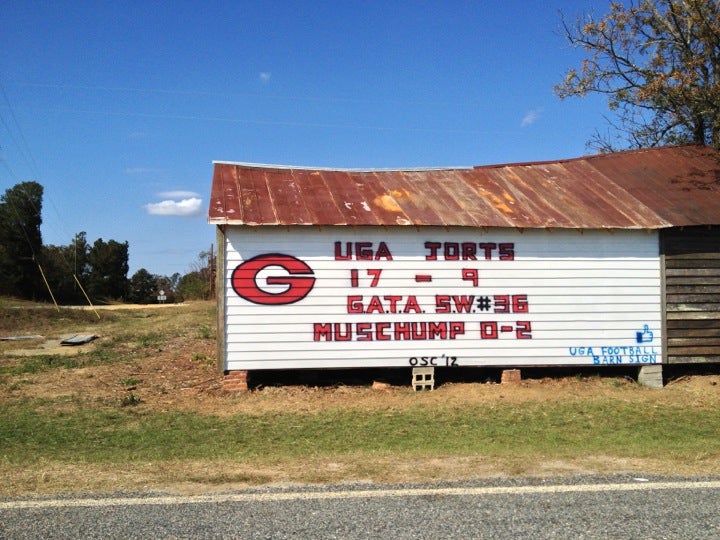 G
UGA JORTS
17 - 9
G.A.T.A. S.W.#36
MUSCHUMP 0-2
UGA FOOTBALL
BARN SIGN
OSC '12